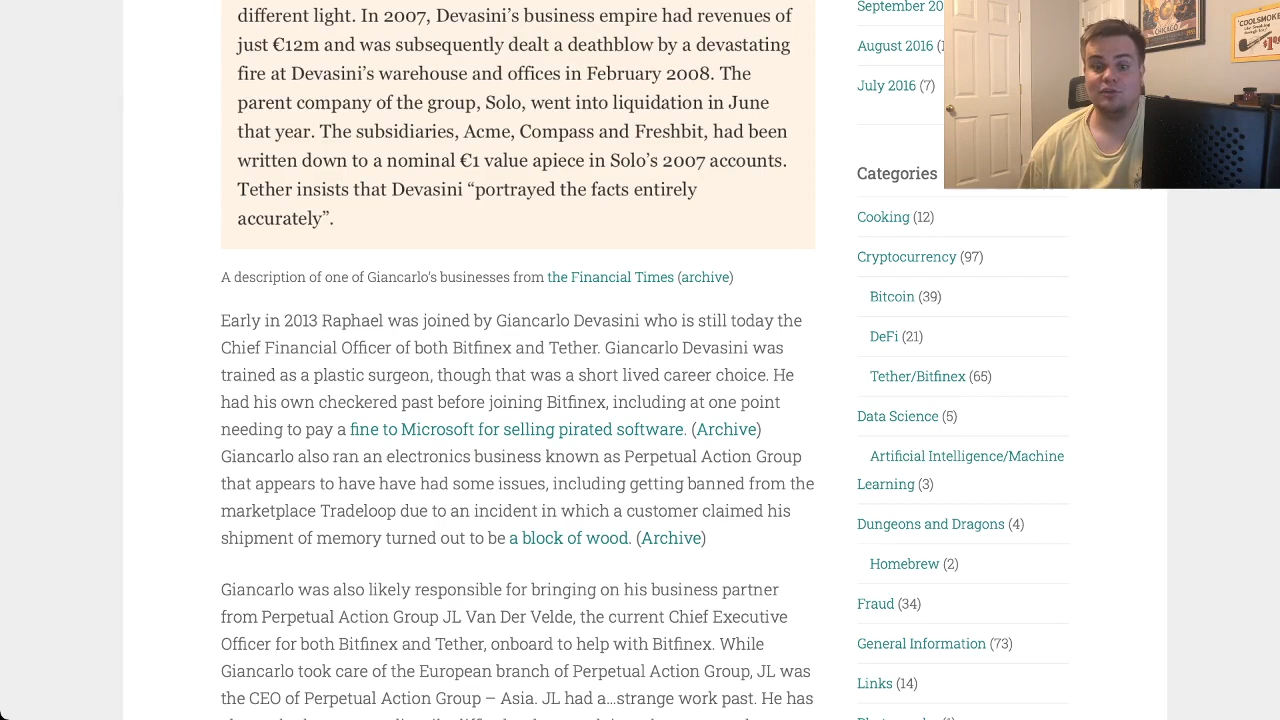 different light. In 2007, Devasini’s business empire had revenues of
just €12m and was subsequently dealt a deathblow by a devastating
fire at Devasini’s warehouse and offices in February 2008. The
parent company of the group, Solo, went into liquidation in June
that year. The subsidiaries, Acme, Compass and Freshbit, had been
written down to a nominal €1 value apiece in Solo’s 2007 accounts.
Tether insists that Devasini “portrayed the facts entirely
accurately”.
A description of one of Giancarlo’s businesses from the Financial Times (archive)
Early in 2013 Raphael was joined by Giancarlo Devasini who is still today the
Chief Financial Officer of both Bitfinex and Tether. Giancarlo Devasini was
trained as a plastic surgeon, though that was a short lived career choice. He
had his own checkered past before joining Bitfinex, including at one point
needing to pay a fine to Microsoft for selling pirated software. (Archive)
Giancarlo also ran an electronics business known as Perpetual Action Group
that appears to have have had some issues, including getting banned from the
marketplace Tradeloop due to an incident in which a customer claimed his
shipment of memory turned out to be a block of wood. (Archive)
Giancarlo was also likely responsible for bringing on his business partner
from Perpetual Action Group JL Van Der Velde, the current Chief Executive
Officer for both Bitfinex and Tether, onboard to help with Bitfinex. While
Giancarlo took care of the European branch of Perpetual Action Group, JL was
the CEO of Perpetual Action Group – Asia. JL had a…strange work past. He has
September 20
August 2016 (1
July 2016 (7)
Categories
Cooking (12)
Cryptocurrency (97)
Bitcoin (39)
DeFi (21)
Tether/Bitfinex (65)
Data Science (5)
Artificial Intelligence/Machine
Learning (3)
Dungeons and Dragons (4)
Homebrew (2)
Fraud (34)
General Information (73)
Links (14)
CHICAGO
"COOLSMOKE